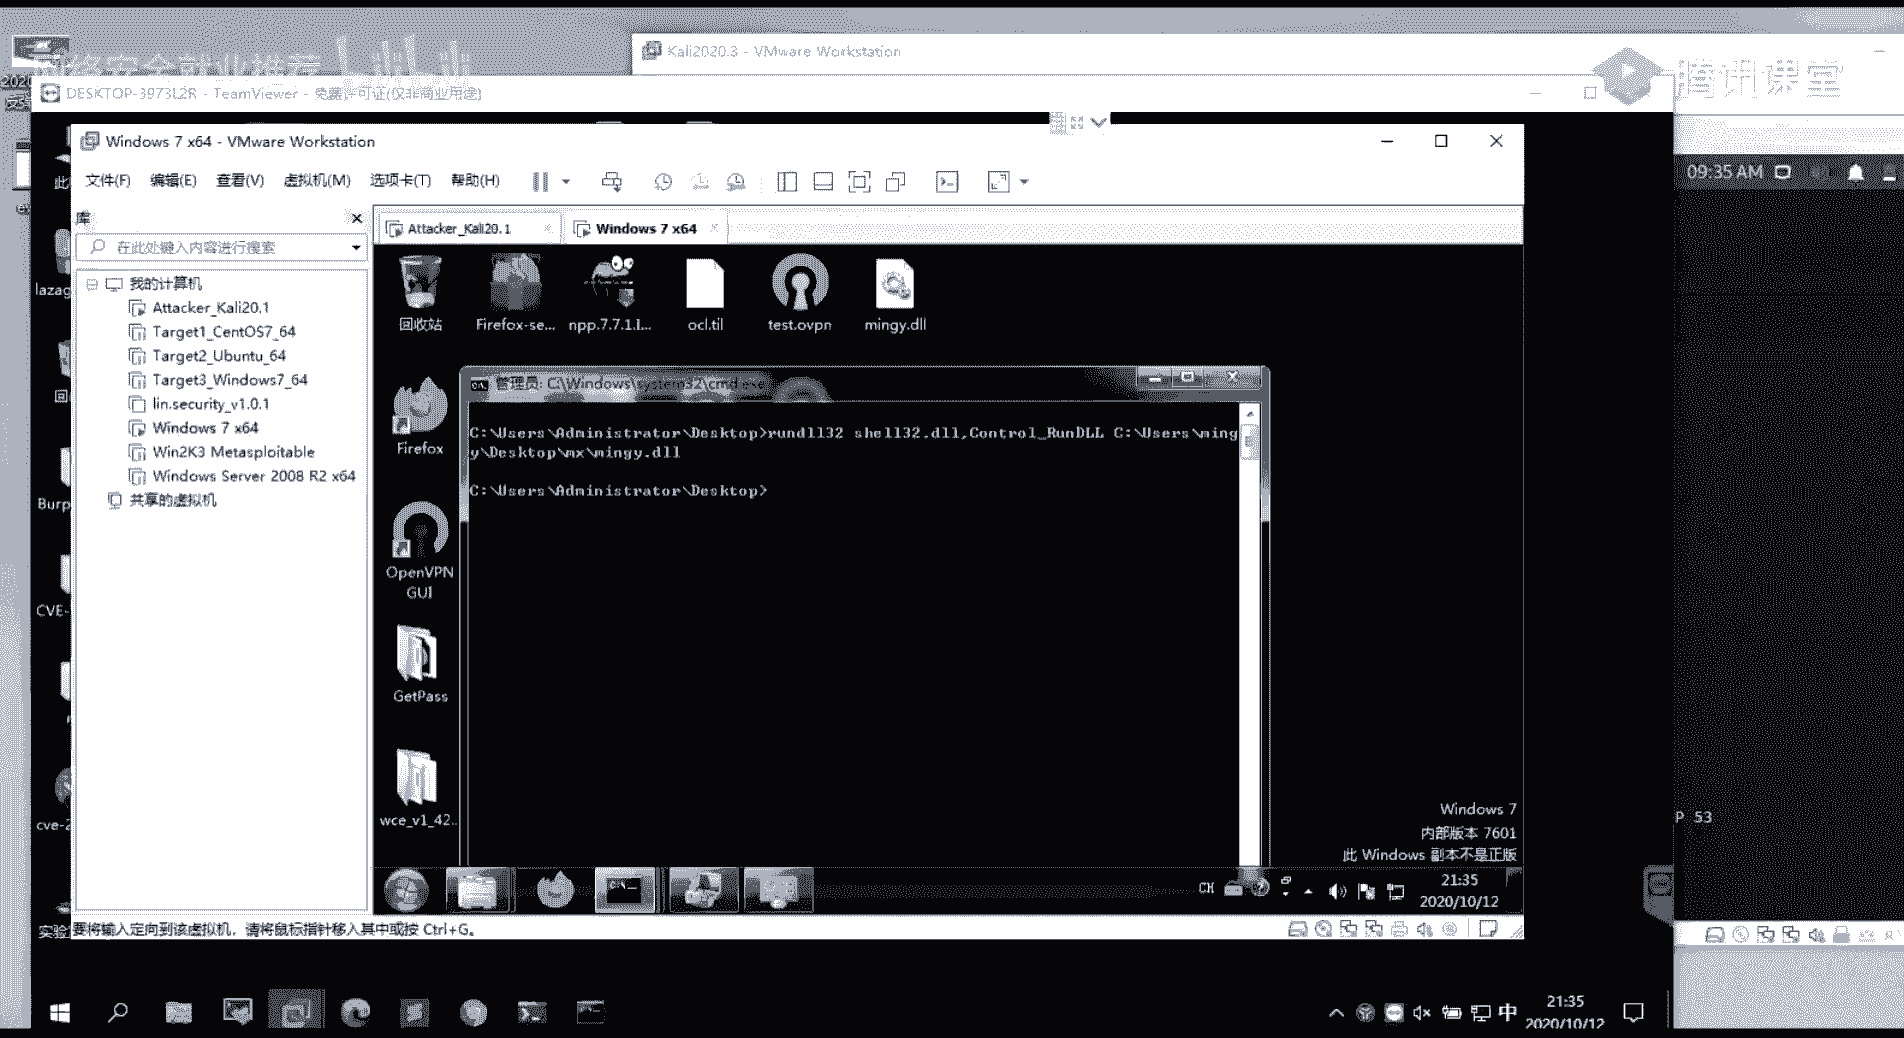 Kali2020.3 - VMware Workstation
网络安全就业推荐
腾讯课堂
DESKTOP-3973L2R - TeamViewer - 免费许可证(仅非商业用途)
Windows 7 x64 - VMware Workstation
文件(F) 编辑(E) 查看(V) 虚拟机(M) 选项卡(T) 帮助(H)
09:35 AM
库
Attacker_Kali20.1
Windows 7 x64
在此处键入内容进行搜索
我的计算机
Attacker_Kali20.1
Target1_CentOS7_64
Target2_Ubuntu_64
Target3_Windows7_64
lin.security_v1.0.1
Windows 7 x64
Win2K3 Metasploitable
Windows Server 2008 R2 x64
共享的虚拟机
lazag
Burp
CVE-
cve-2
实验
回收站
Firefox-se...
npp.7.7.1.I...
ocl.til
test.ovpn
mingy.dll
Firefox
OpenVPN
GUI
GetPass
wce_v1_42...
管理员: C:\Windows\system32\cmd.exe
C:\Users\Administrator\Desktop>rundll32 shell32.dll,Control_RunDLL C:\Users\ming
y\Desktop\mx\mingy.dll
C:\Users\Administrator\Desktop>
Windows 7
内部版本 7601
此 Windows 副本不是正版
P 53
CH
21:35
2020/10/12
要将输入定向到该虚拟机，请将鼠标指针移入其中或按 Ctrl+G。
中
21:35
2020/10/12